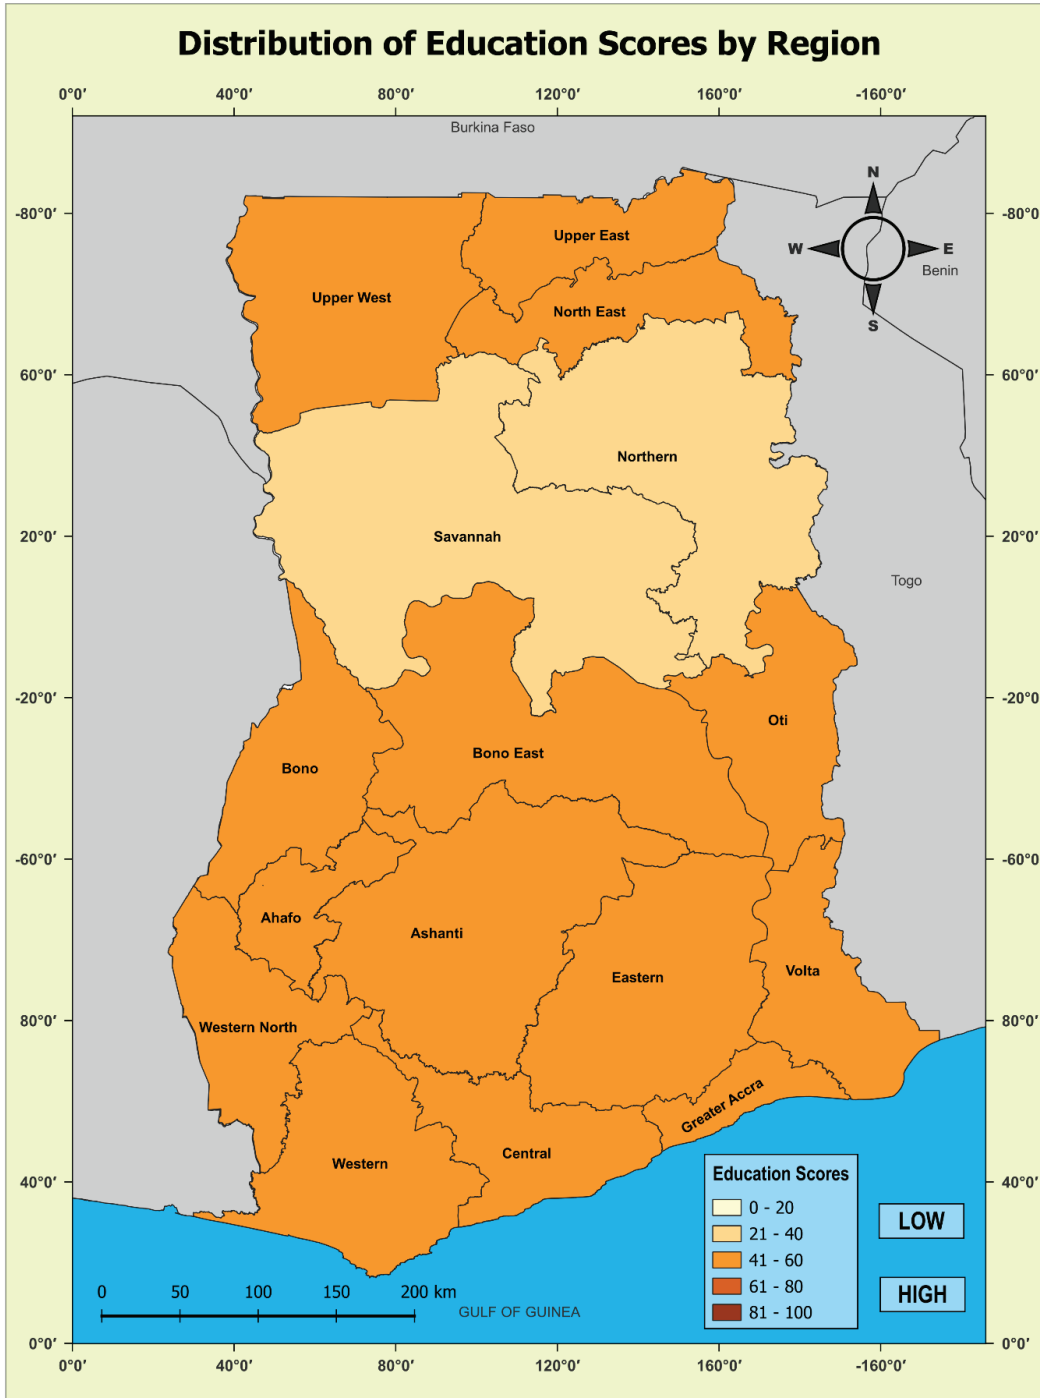 Distribution of Education Scores by Region
0°0′ 40°0′ 80°0′ 120°0′ 160°0′ -160°0′
Burkina Faso
N
-80°0′ -80°0′
Upper East
W E
Benin
Upper West
North East
S
60°0′ 60°0′
Northern
20°0′ Savannah 20°0′
Togo
-20°0′ -20°0′
Oti
Bono East
Bono
-60°0′ -60°0′
Ahafo
Ashanti
Volta
Eastern
80°0′ Western North 80°0′
Greater Accra
Central
Western
40°0′ 40°0′
Education Scores
0 - 20
21 - 40
41 - 60
61 - 80
81 - 100
LOW
HIGH
0 50 100 150 200 km
GULF OF GUINEA
0°0′ 0°0′
0°0′ 40°0′ 80°0′ 120°0′ 160°0′ -160°0′